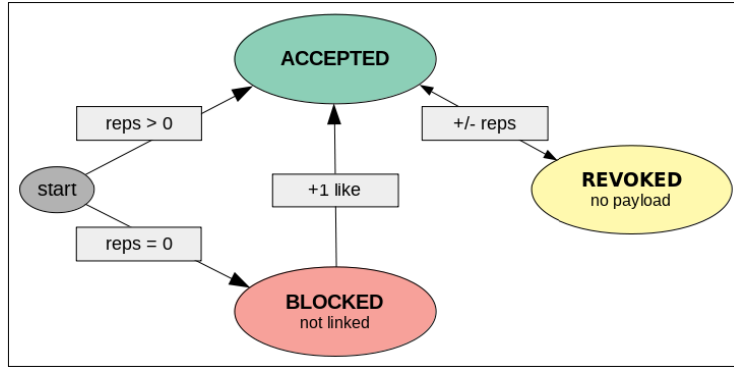 ACCEPTED
reps > 0
+/- reps
start
+1 like
REVOKED
no payload
reps = 0
BLOCKED
not linked